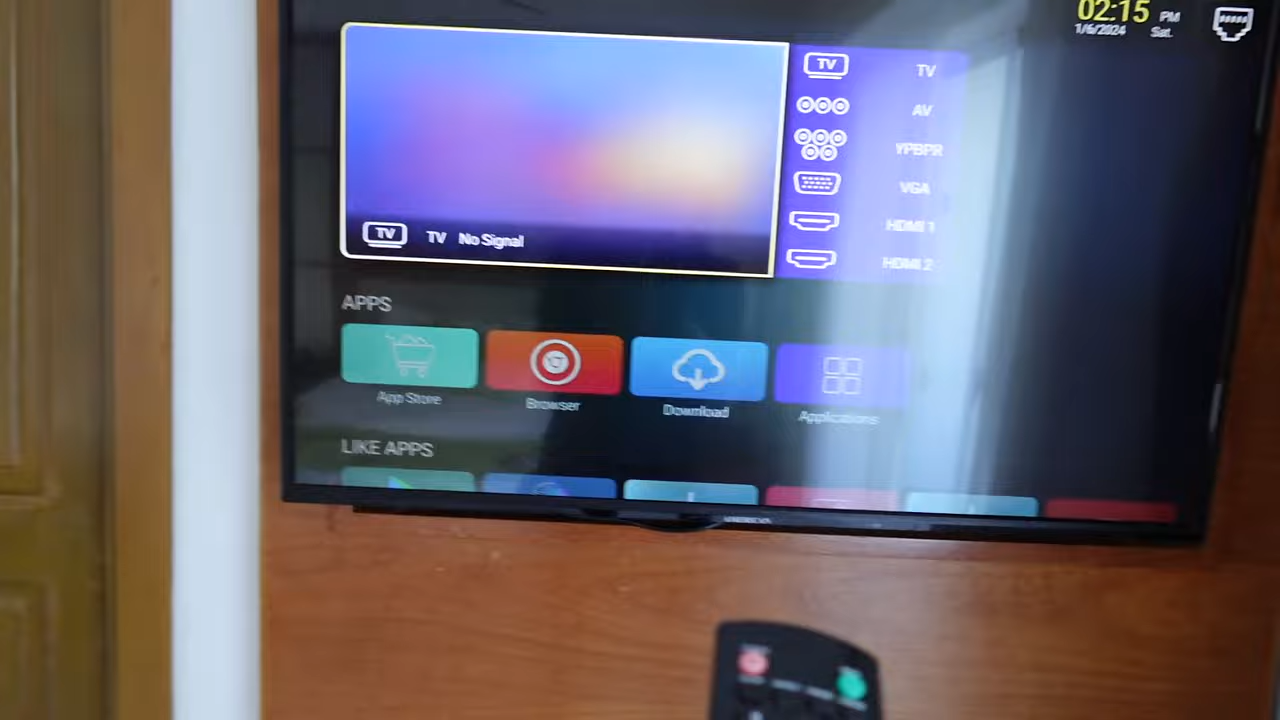 02:15 PM
1/6/2024 Sat.
TV TV
AV
YPBPR
VGA
HDMI 1
HDMI 2
TV TV No Signal
APPS
App Store Browser Download Applications
LIKE APPS